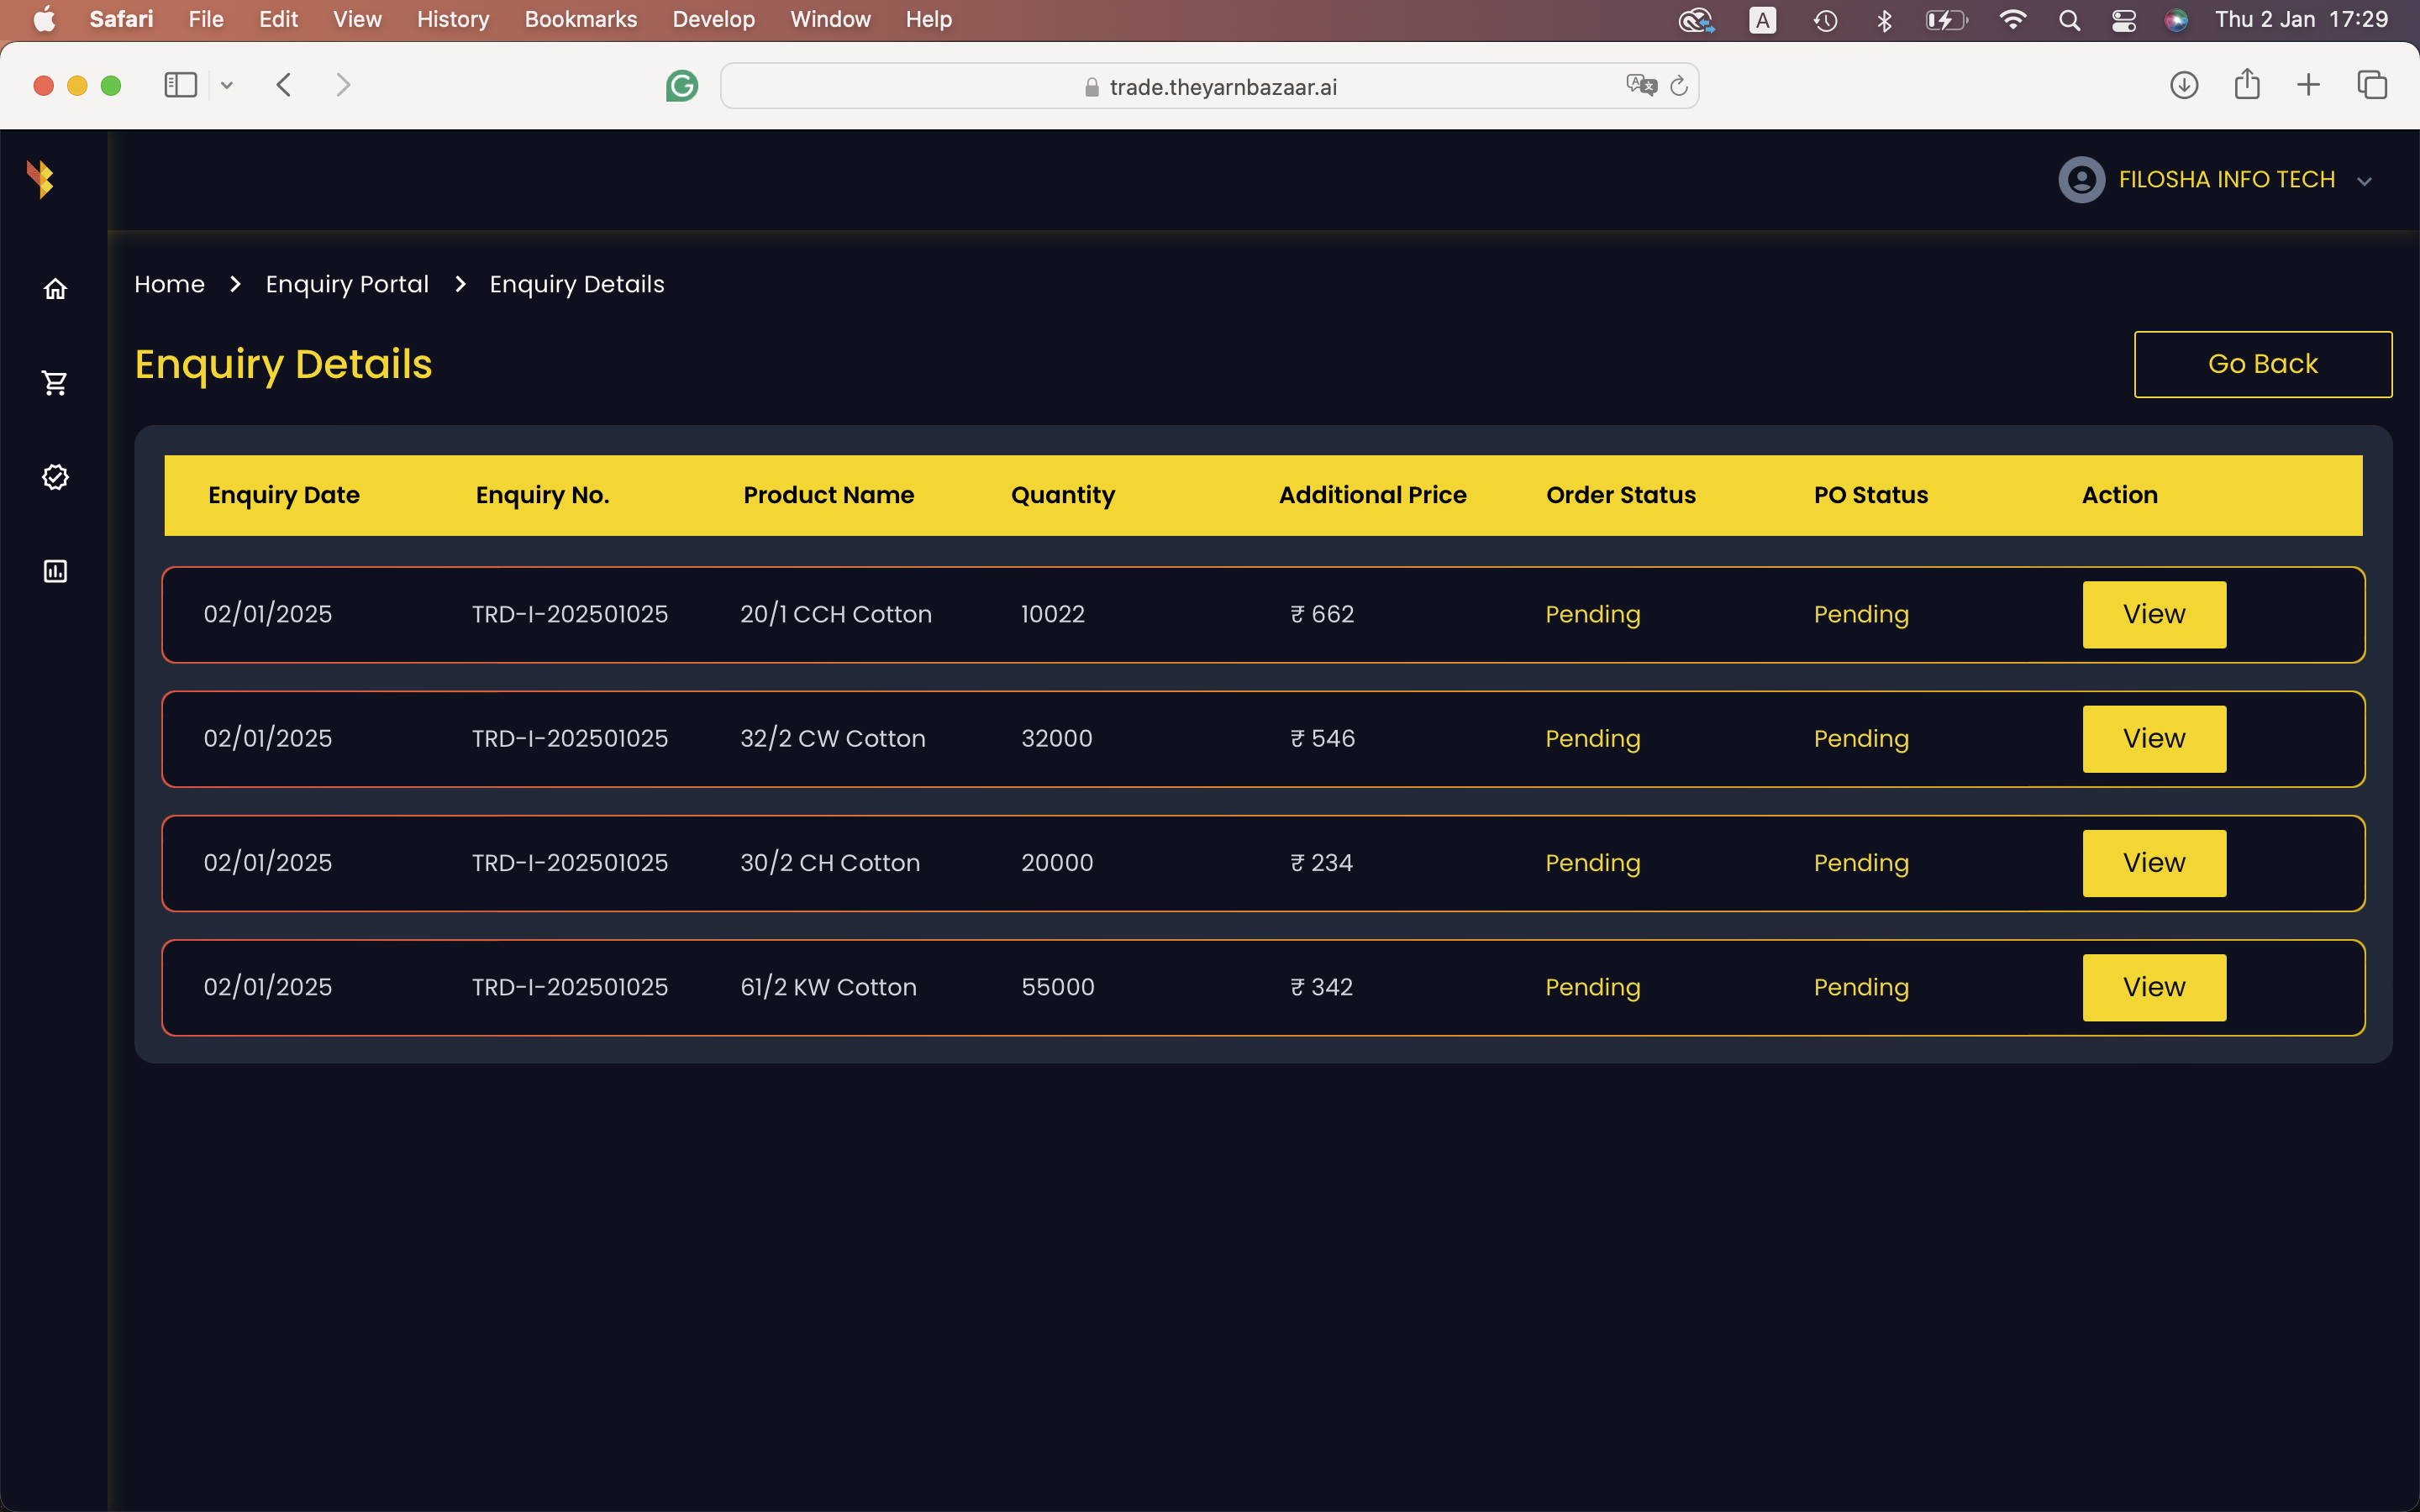 Safari File Edit View History Bookmarks Develop Window Help A Thu 2 Jan 17:29
trade.theyarnbazaar.ai
FILOSHA INFO TECH
Home > Enquiry Portal > Enquiry Details
Enquiry Details Go Back
Enquiry Date Enquiry No. Product Name Quantity Additional Price Order Status PO Status Action
02/01/2025 TRD-I-202501025 20/1 CCH Cotton 10022 ₹ 662 Pending Pending View
02/01/2025 TRD-I-202501025 32/2 CW Cotton 32000 ₹ 546 Pending Pending View
02/01/2025 TRD-I-202501025 30/2 CH Cotton 20000 ₹ 234 Pending Pending View
02/01/2025 TRD-I-202501025 61/2 KW Cotton 55000 ₹ 342 Pending Pending View